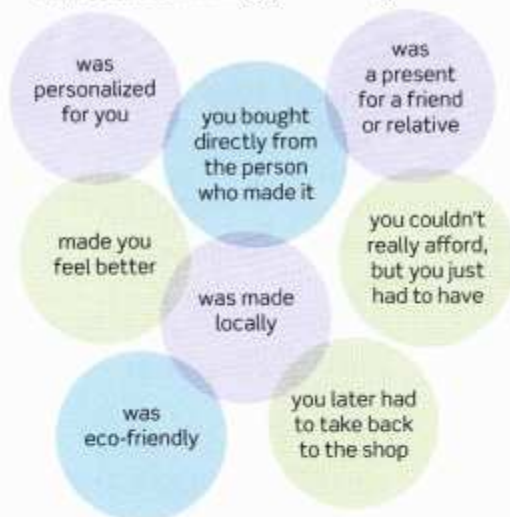 was
personalized
for you
was
a present
for a friend
or relative
you bought
directly from
the person
who made it
made you
feel better
you couldn't
really afford,
but you just
had to have
was made
locally
was
eco-friendly
you later had
to take back
to the shop